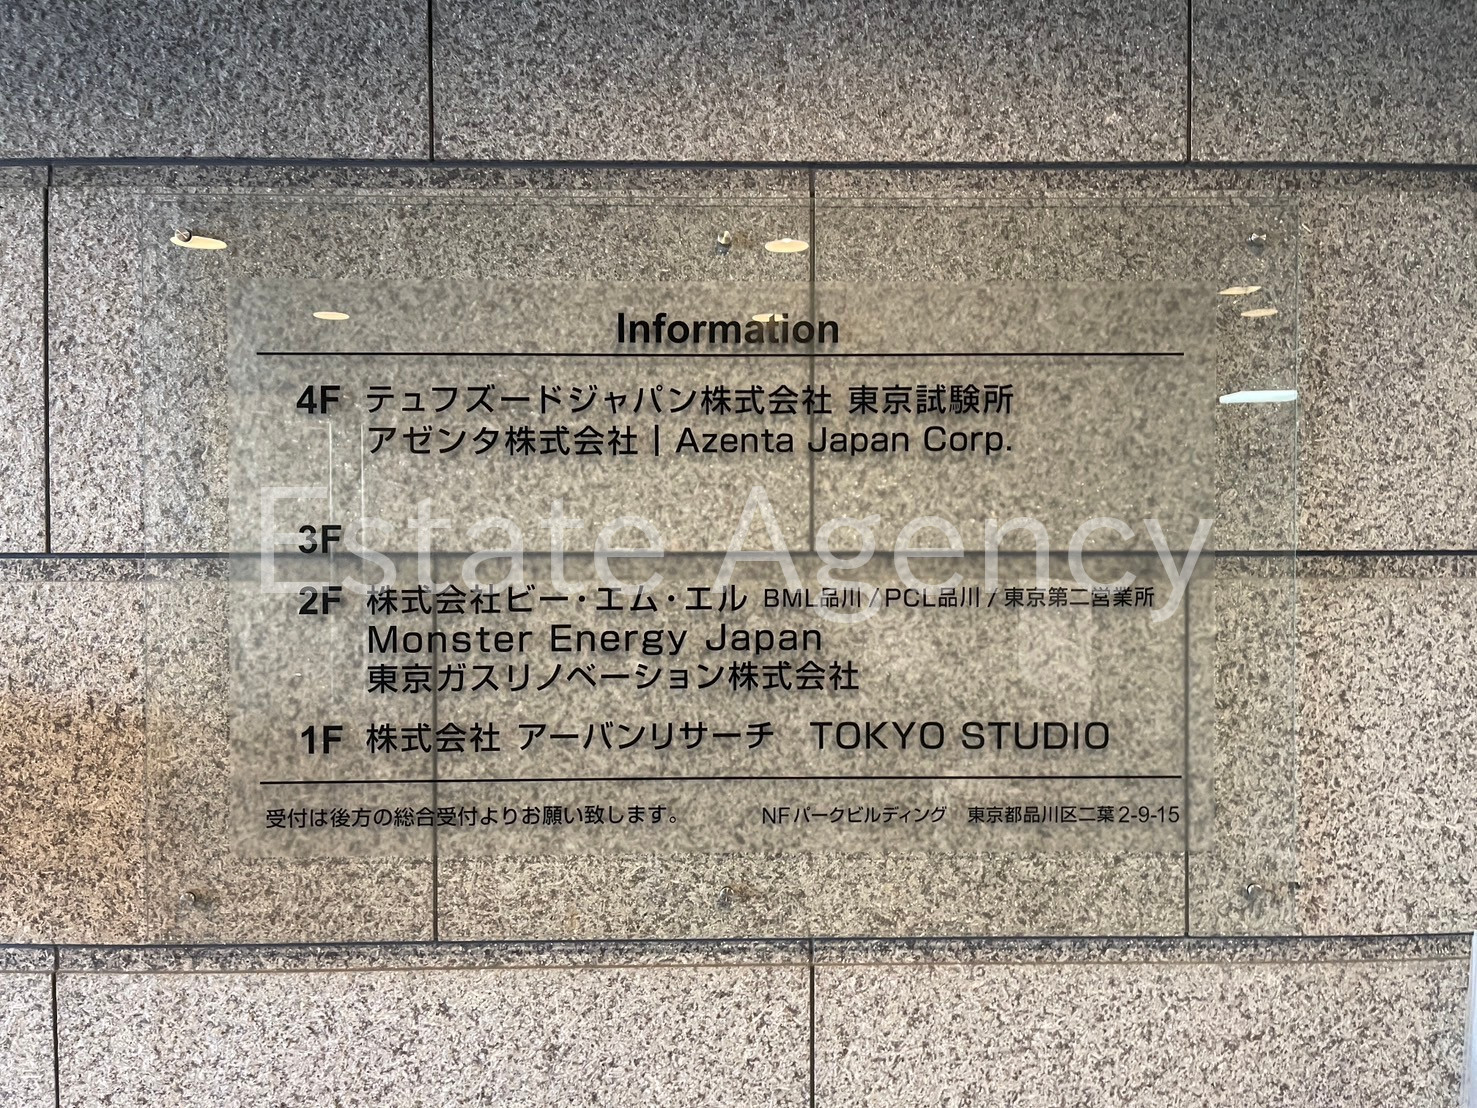 Information
4F テュフズードジャパン株式会社 東京試験所
アゼンタ株式会社 | Azenta Japan Corp.
3F
Estate Agency
2F 株式会社ビー・エム・エル BML品川 / PCL品川 / 東京第二営業所
Monster Energy Japan
東京ガスリノベーション株式会社
1F 株式会社 アーバンリサーチ TOKYO STUDIO
受付は後方の総合受付よりお願い致します。 NFパークビルディング 東京都品川区二葉2-9-15